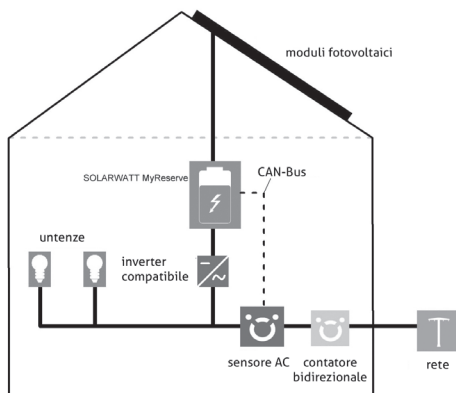 moduli fotovoltaici
SOLARWATT MyReserve
CAN-Bus
untenze
inverter
compatibile
sensore AC
contatore
bidirezionale
rete